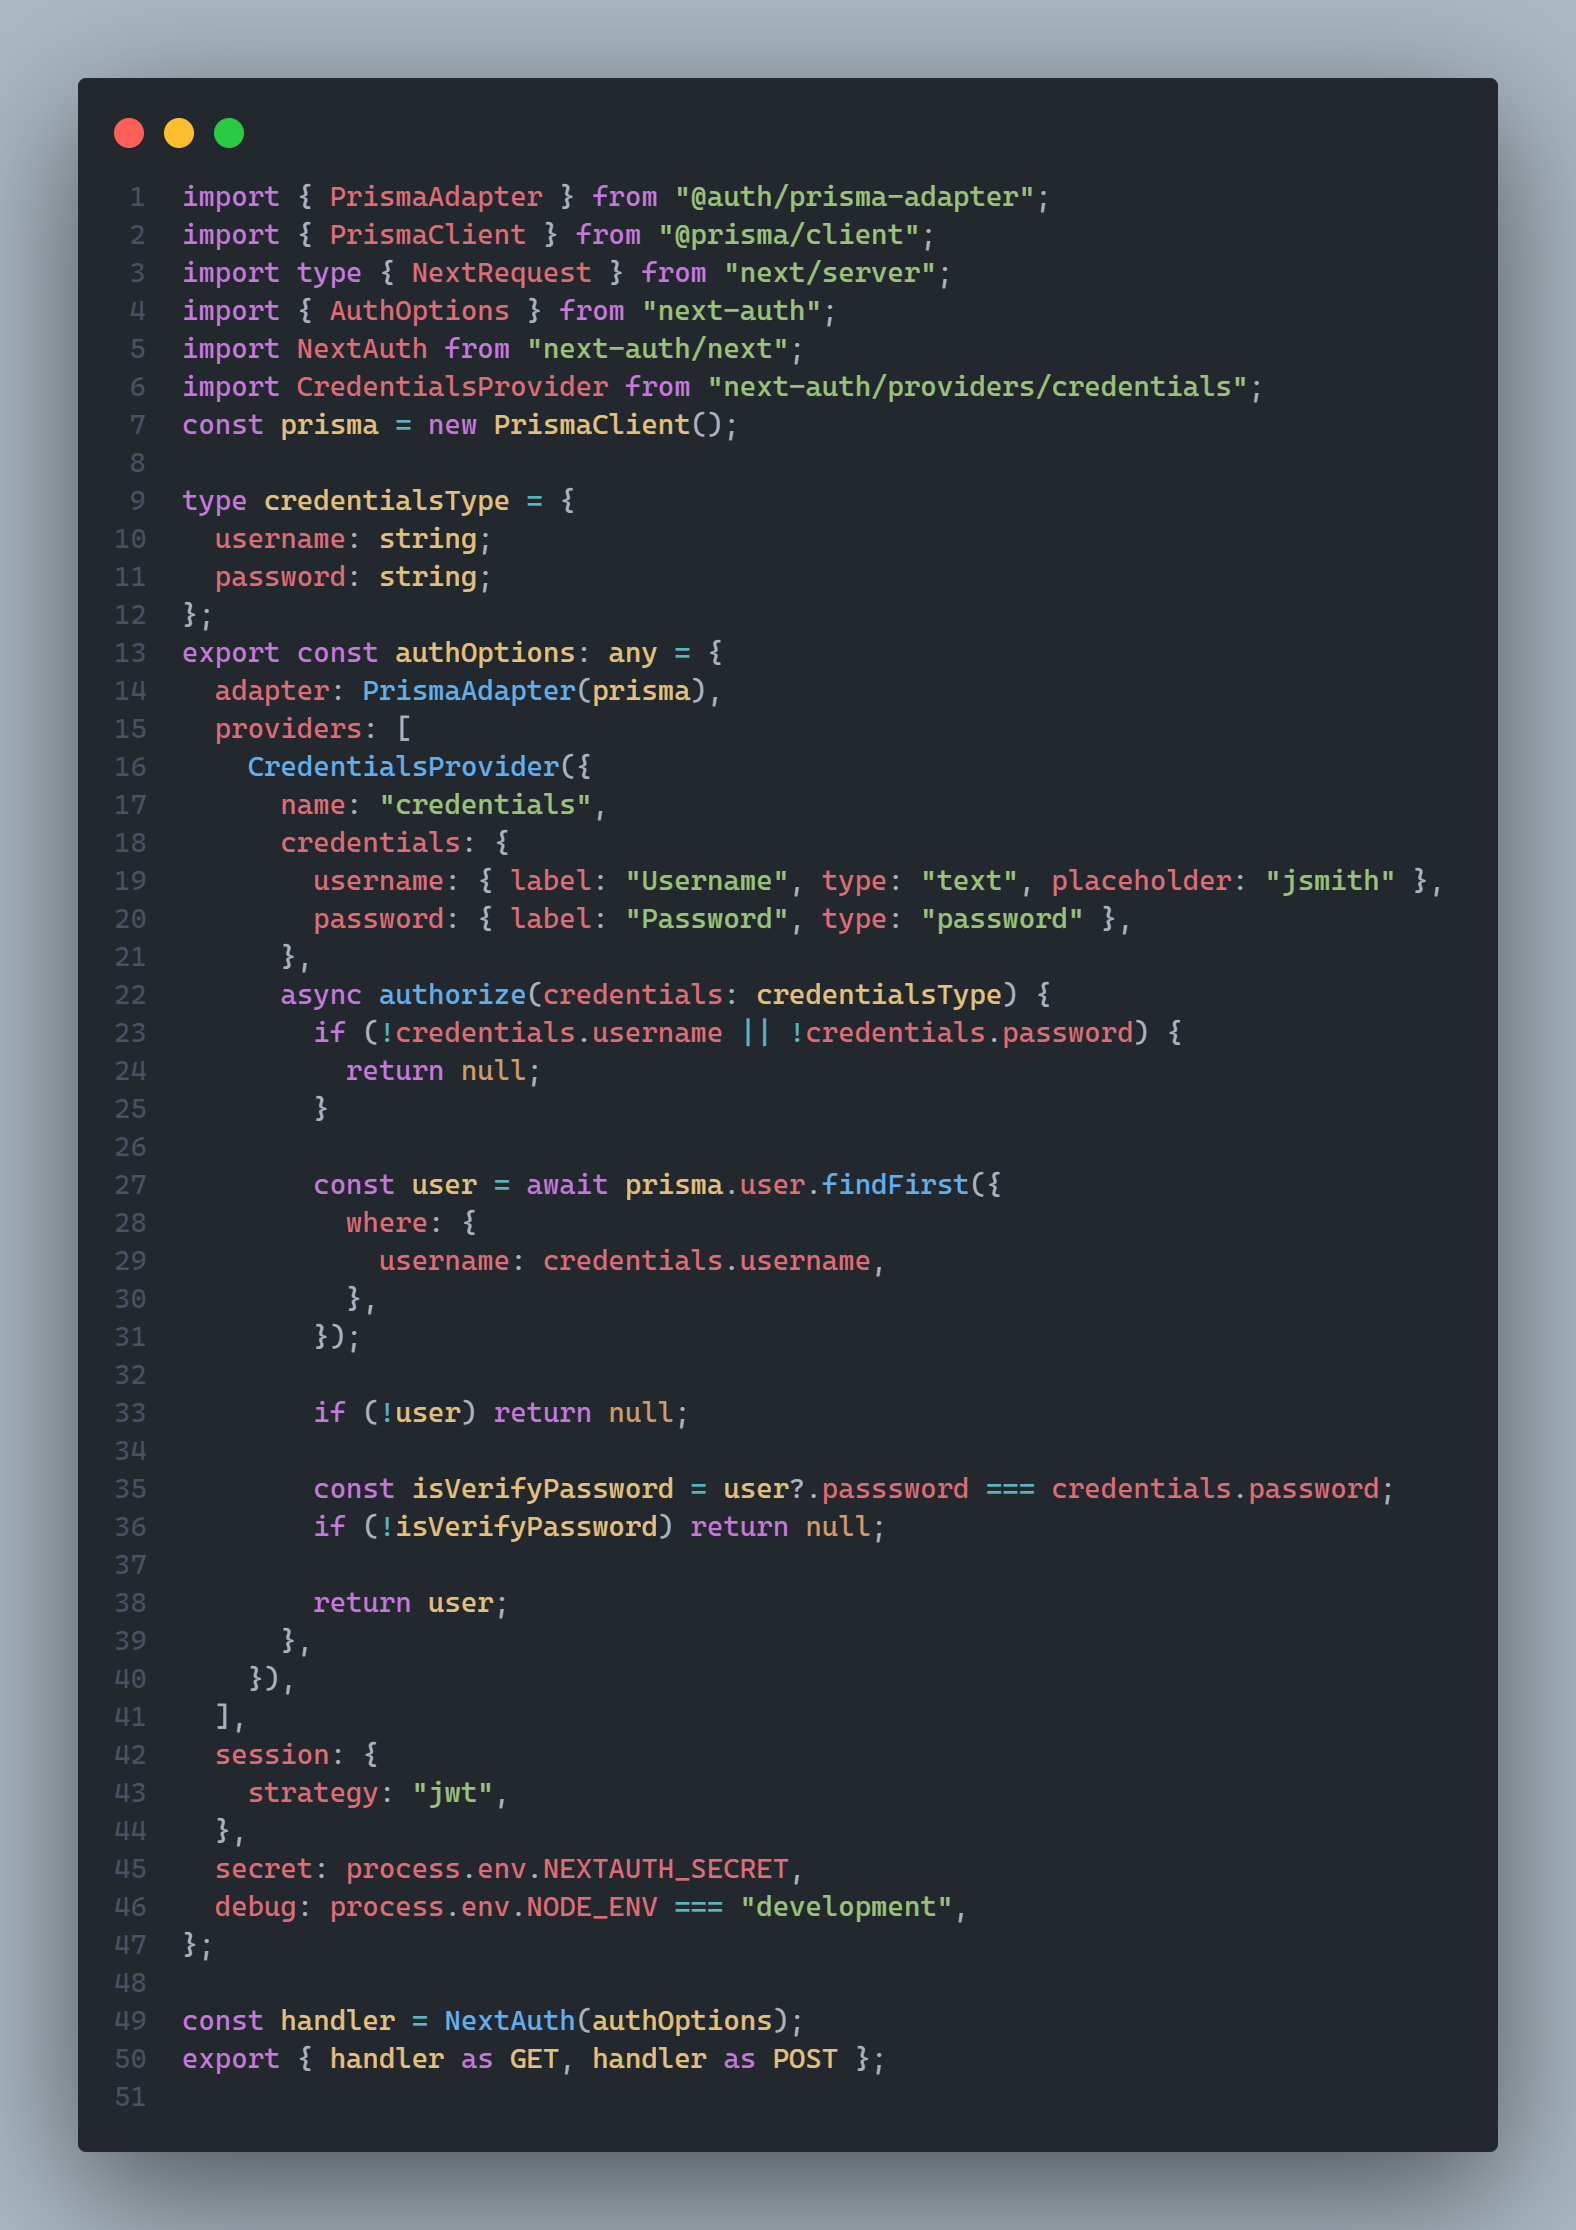 1 import { PrismaAdapter } from "@auth/prisma-adapter";
2 import { PrismaClient } from "@prisma/client";
3 import type { NextRequest } from "next/server";
4 import { AuthOptions } from "next-auth";
5 import NextAuth from "next-auth/next";
6 import CredentialsProvider from "next-auth/providers/credentials";
7 const prisma = new PrismaClient();
8
9 type credentialsType = {
10   username: string;
11   password: string;
12 };
13 export const authOptions: any = {
14   adapter: PrismaAdapter(prisma),
15   providers: [
16     CredentialsProvider({
17       name: "credentials",
18       credentials: {
19         username: { label: "Username", type: "text", placeholder: "jsmith" },
20         password: { label: "Password", type: "password" },
21       },
22       async authorize(credentials: credentialsType) {
23         if (!credentials.username || !credentials.password) {
24           return null;
25         }
26
27         const user = await prisma.user.findFirst({
28           where: {
29             username: credentials.username,
30           },
31         });
32
33         if (!user) return null;
34
35         const isVerifyPassword = user?.passsword === credentials.password;
36         if (!isVerifyPassword) return null;
37
38         return user;
39       },
40     }),
41   ],
42   session: {
43     strategy: "jwt",
44   },
45   secret: process.env.NEXTAUTH_SECRET,
46   debug: process.env.NODE_ENV === "development",
47 };
48
49 const handler = NextAuth(authOptions);
50 export { handler as GET, handler as POST };
51